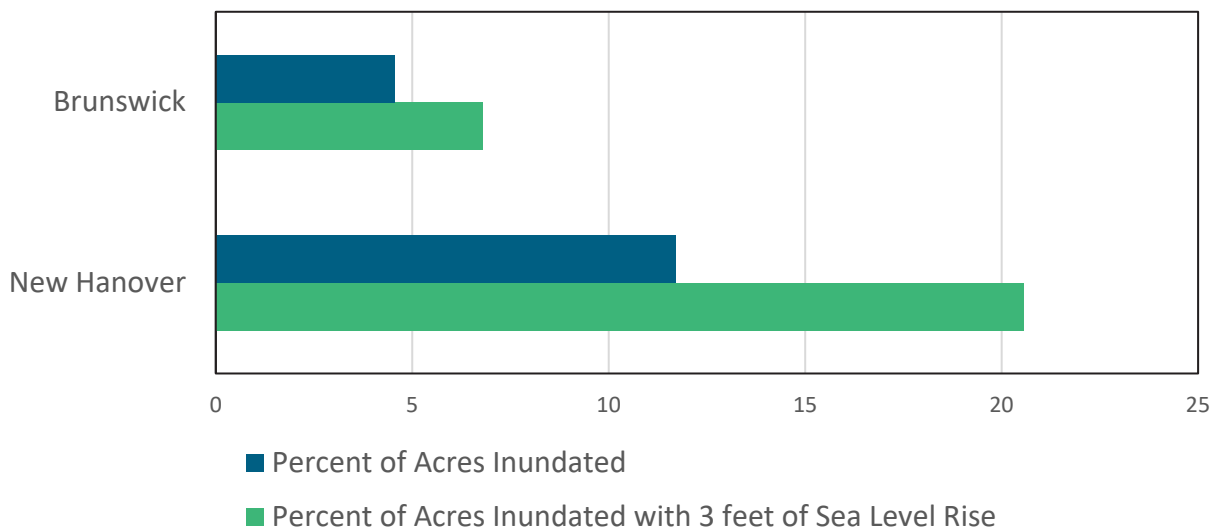 Brunswick
New Hanover
0 5 10 15 20 25
Percent of Acres Inundated
Percent of Acres Inundated with 3 feet of Sea Level Rise